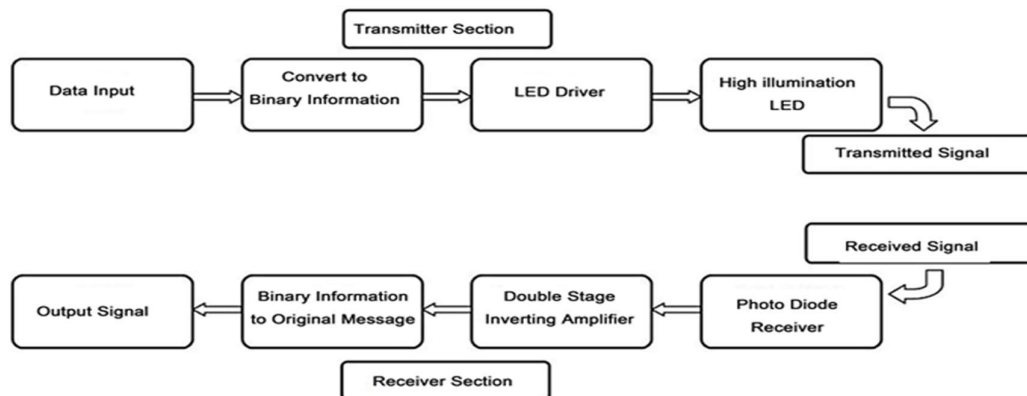 Transmitter Section
Data Input
Convert to
Binary Information
LED Driver
High illumination
LED
Transmitted Signal
Received Signal
Output Signal
Binary Information
to Original Message
Double Stage
Inverting Amplifier
Photo Diode
Receiver
Receiver Section